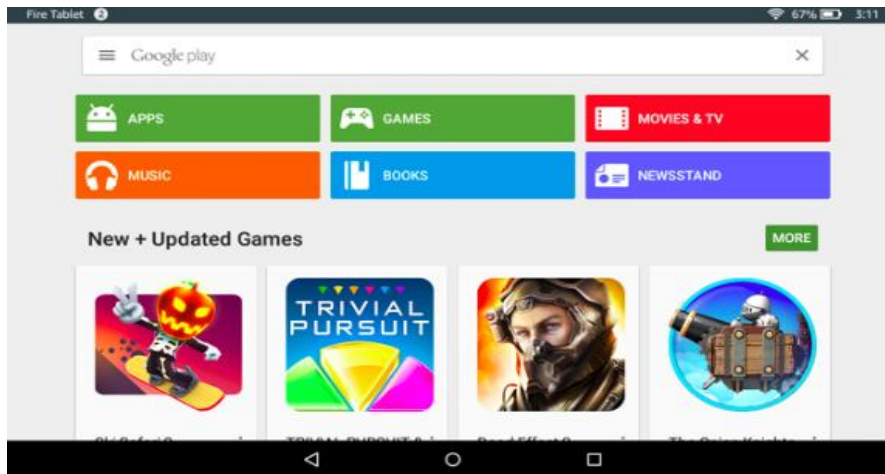 Fire Tablet 2 67% 3:11
Google play
APPS GAMES MOVIES & TV
MUSIC BOOKS NEWSSTAND
New + Updated Games MORE
TRIVIAL
PURSUIT